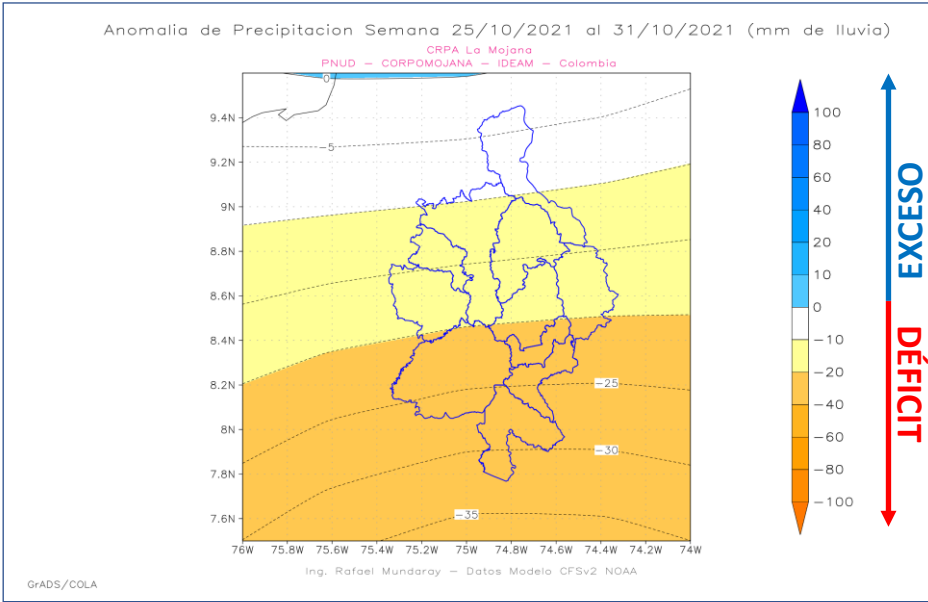 Anomalia de Precipitacion Semana 25/10/2021 al 31/10/2021 (mm de lluvia)
CRPA La Mojana
PNUD – CORPOMOJANA – IDEAM – Colombia
0
−5
−25
−30
−35
9.4N
9.2N
9N
8.8N
8.6N
8.4N
8.2N
8N
7.8N
7.6N
76W 75.8W 75.6W 75.4W 75.2W 75W 74.8W 74.6W 74.4W 74.2W 74W
100
80
60
40
20
10
0
−10
−20
−40
−60
−80
−100
EXCESO
DÉFICIT
Ing. Rafael Mundaray – Datos Modelo CFSv2 NOAA
GrADS/COLA